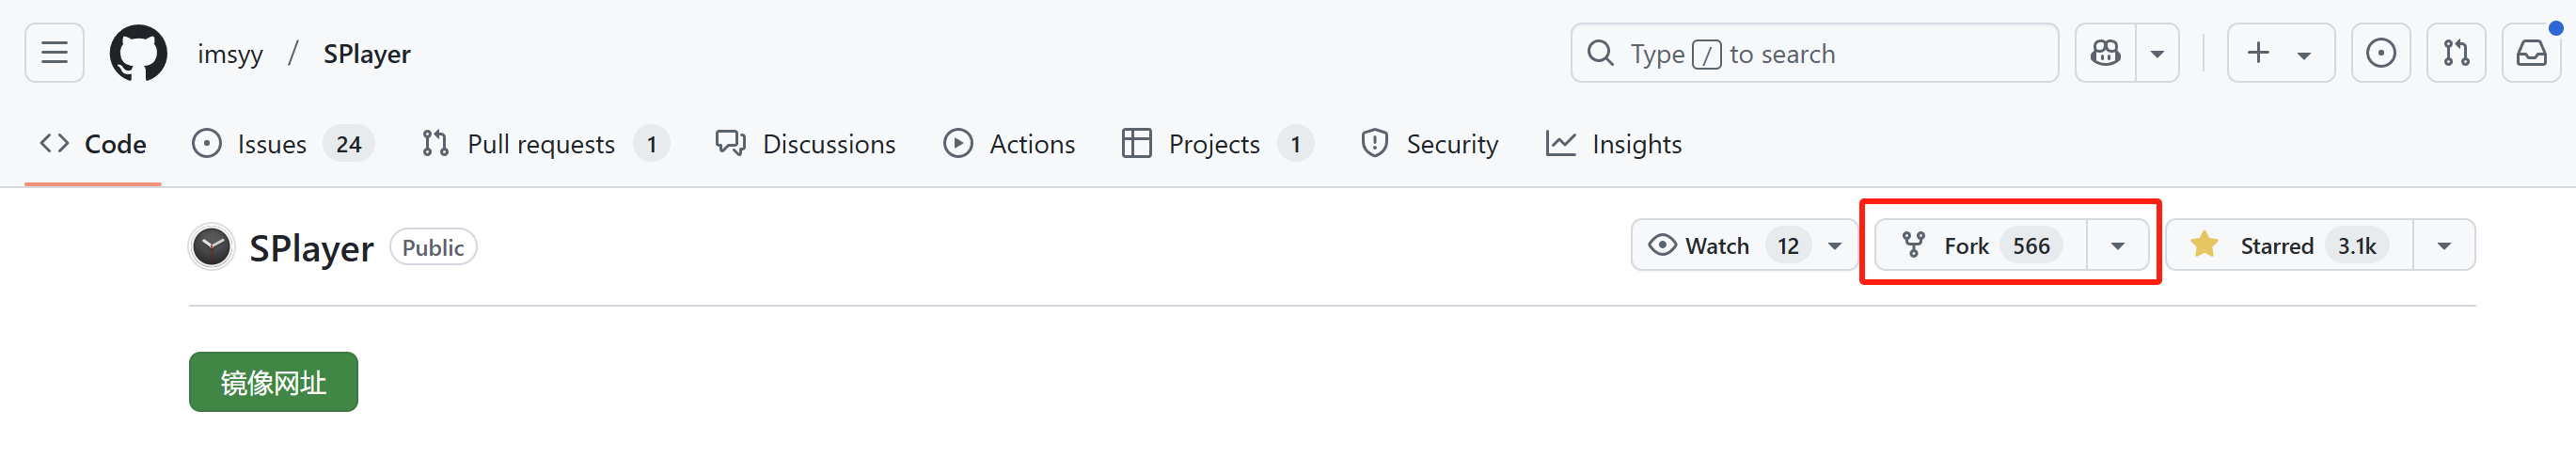 imsyy / SPlayer Type / to search
Code Issues 24 Pull requests 1 Discussions Actions Projects 1 Security Insights
SPlayer Public Watch 12 Fork 566 Starred 3.1k
镜像网址